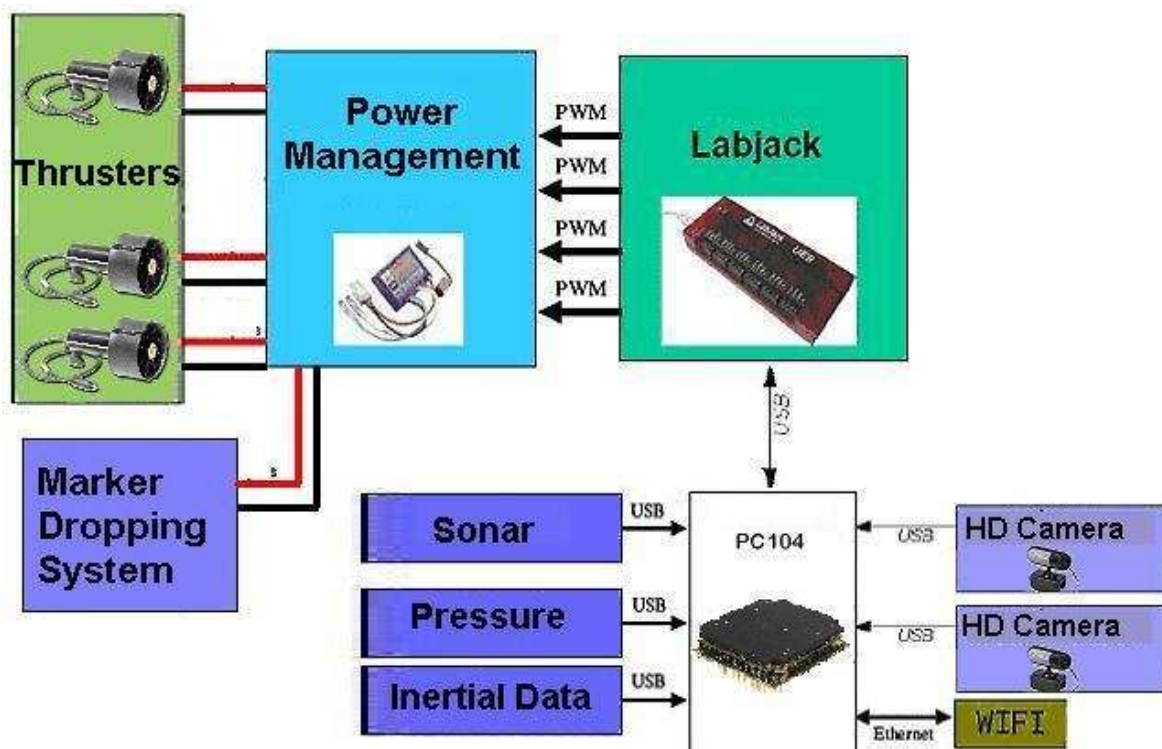 Thrusters
Power
Management
PWM
PWM
PWM
PWM
Labjack
USB
Marker
Dropping
System
Sonar
USB
Pressure
USB
Inertial Data
USB
PC104
USB
HD Camera
USB
HD Camera
Ethernet
WIFI